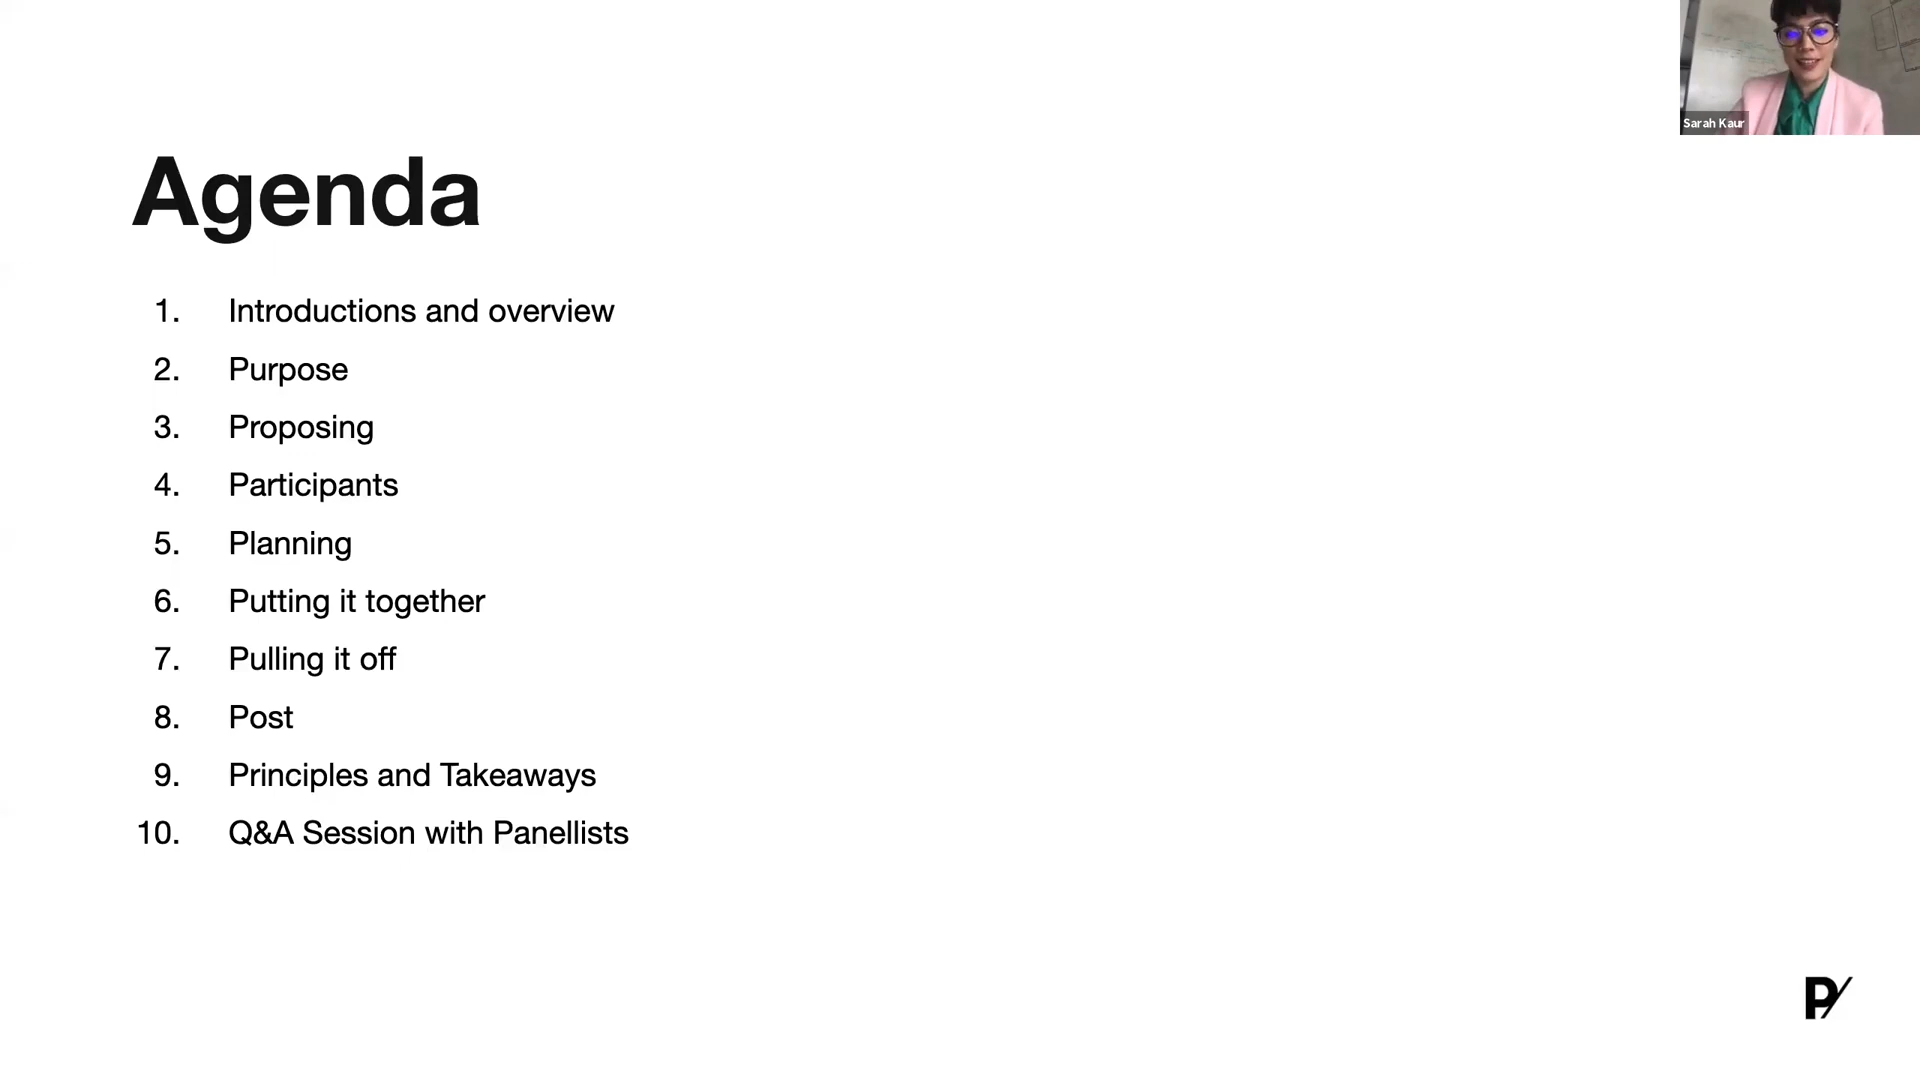 Sarah Kaur
Agenda
1. Introductions and overview
2. Purpose
3. Proposing
4. Participants
5. Planning
6. Putting it together
7. Pulling it off
8. Post
9. Principles and Takeaways
10. Q&A Session with Panellists
P/